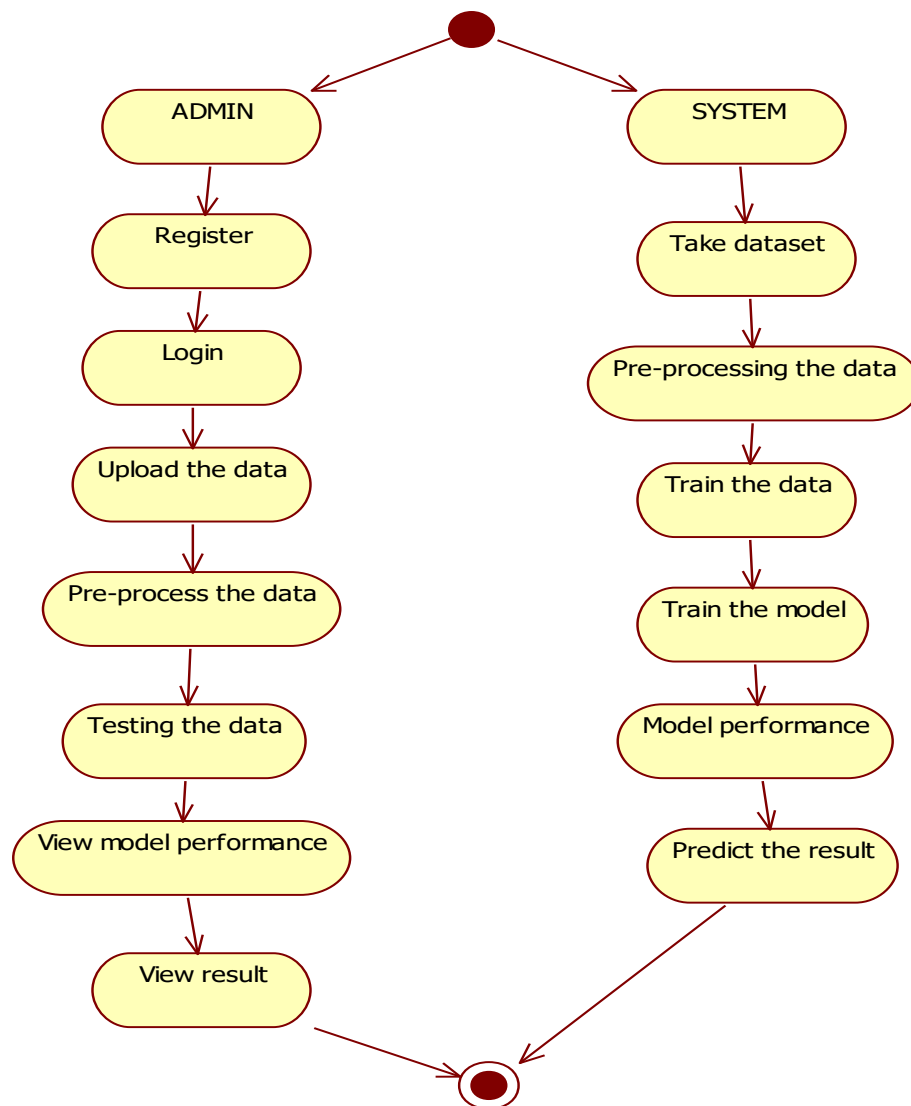 ADMIN
SYSTEM
Register
Take dataset
Login
Pre-processing the data
Upload the data
Train the data
Pre-process the data
Train the model
Testing the data
Model performance
View model performance
Predict the result
View result